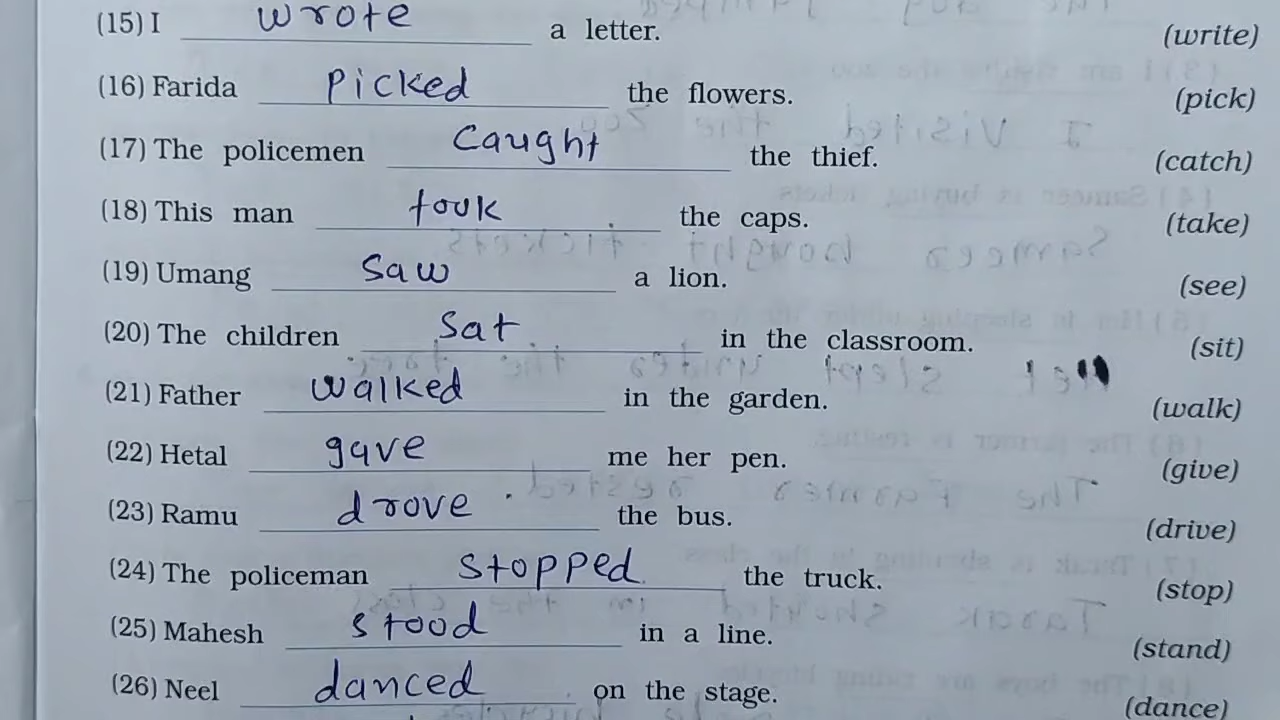 (15) I wrote a letter. (write)
(16) Farida Picked the flowers. (pick)
(17) The policemen Caught the thief. (catch)
(18) This man took the caps. (take)
(19) Umang saw a lion. (see)
(20) The children sat in the classroom. (sit)
(21) Father walked in the garden. (walk)
(22) Hetal gave me her pen. (give)
(23) Ramu drove the bus. (drive)
(24) The policeman stopped the truck. (stop)
(25) Mahesh stood in a line. (stand)
(26) Neel danced on the stage. (dance)